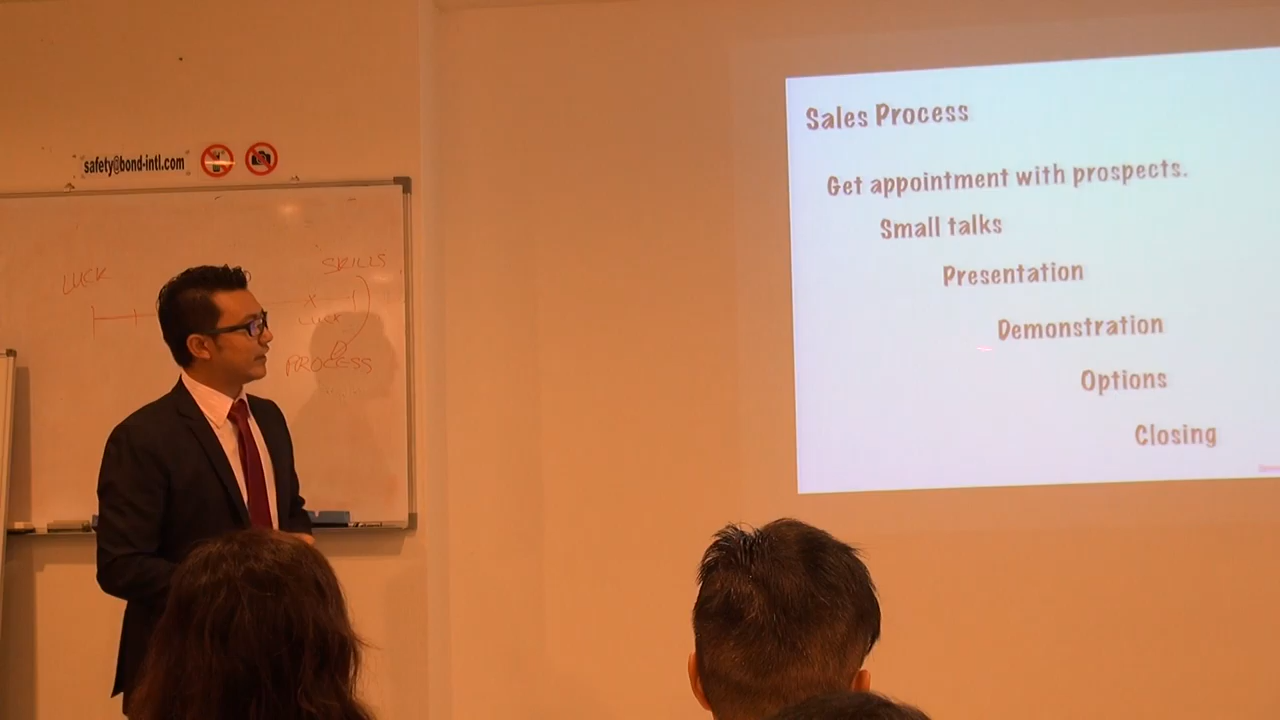 safety@bond-intl.com
LUCK
SKILLS
LUCK
PROCESS
Sales Process
Get appointment with prospects.
Small talks
Presentation
Demonstration
Options
Closing